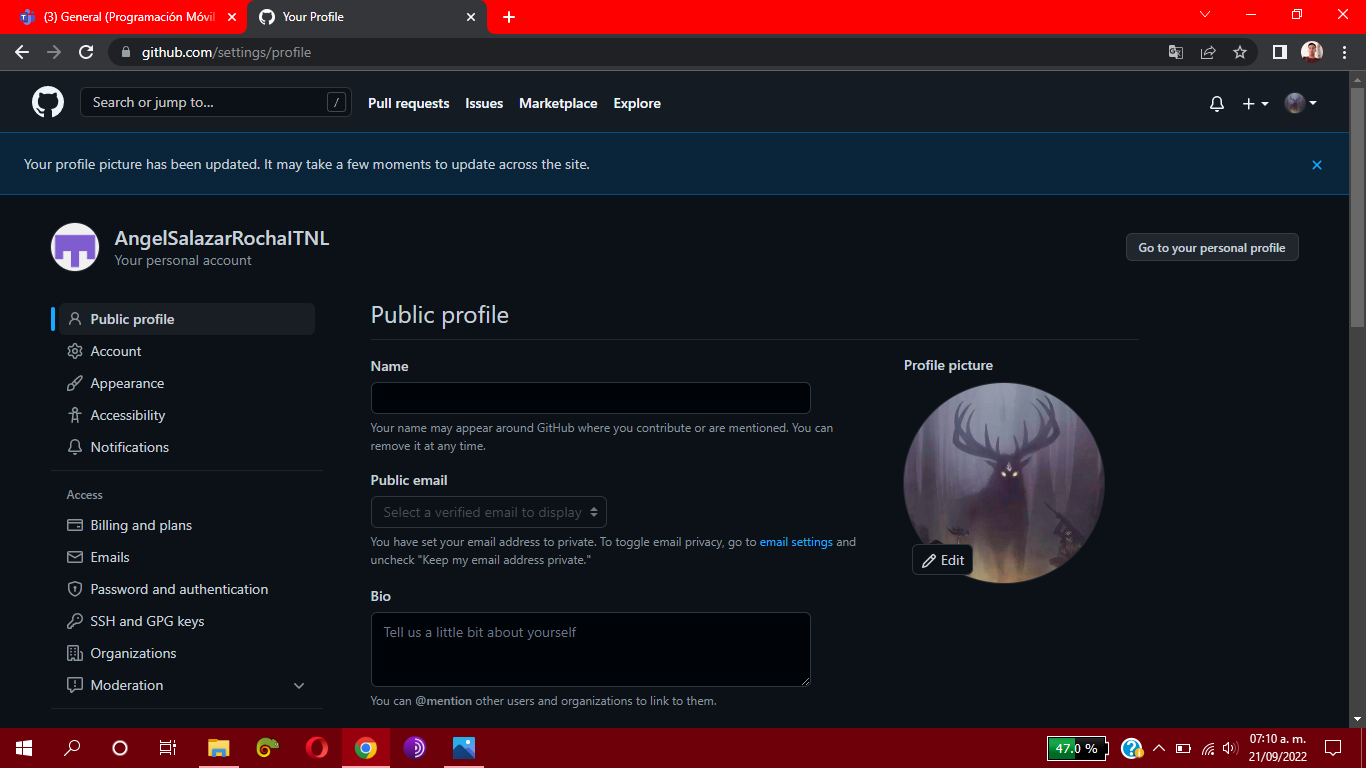 (3) General (Programación Móvil
Your Profile
github.com/settings/profile
Search or jump to...
/
Pull requests
Issues
Marketplace
Explore
Your profile picture has been updated. It may take a few moments to update across the site.
AngelSalazarRochaITNL
Your personal account
Go to your personal profile
Public profile
Account
Appearance
Accessibility
Notifications
Access
Billing and plans
Emails
Password and authentication
SSH and GPG keys
Organizations
Moderation
Public profile
Name
Your name may appear around GitHub where you contribute or are mentioned. You can
remove it at any time.
Public email
Select a verified email to display
You have set your email address to private. To toggle email privacy, go to email settings and
uncheck "Keep my email address private."
Bio
Tell us a little bit about yourself
You can @mention other users and organizations to link to them.
Profile picture
Edit
47.0 %
07:10 a. m.
21/09/2022